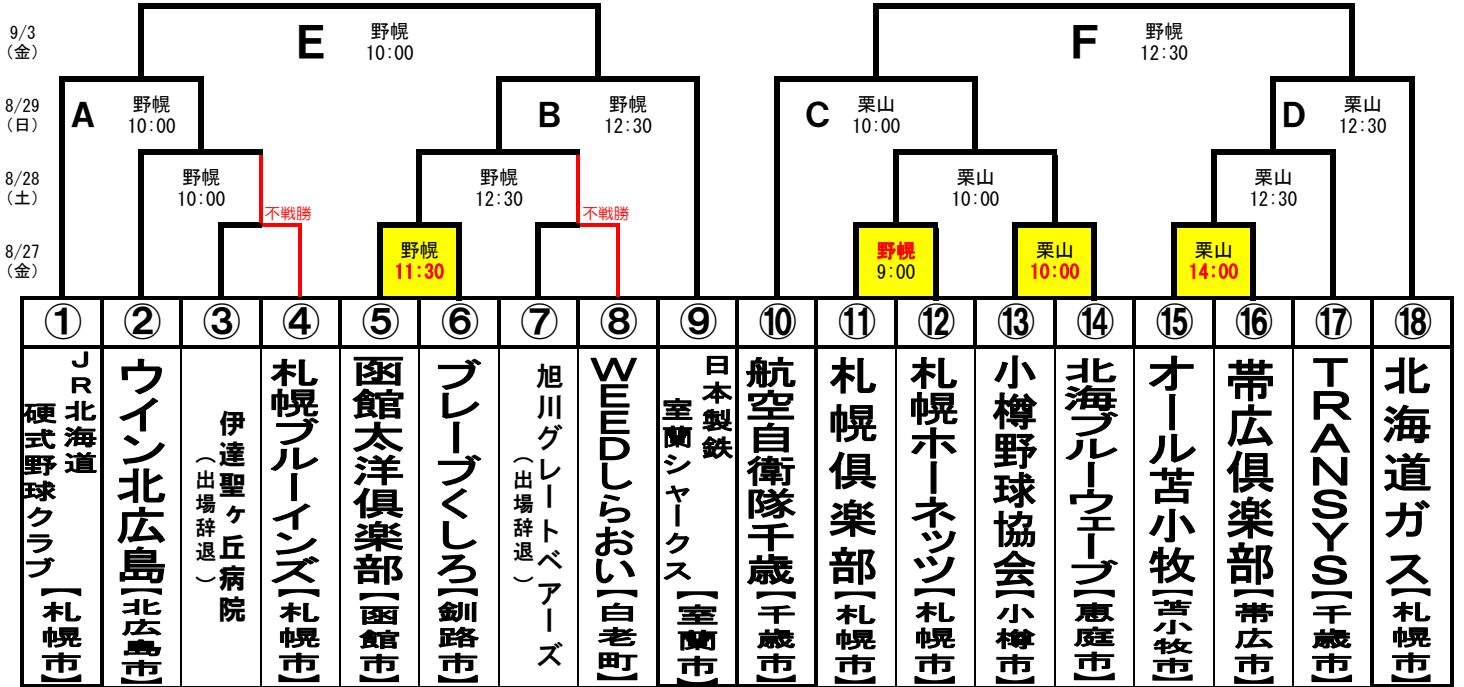 9/3
(金)
E
野幌
10:00
F
野幌
12:30
8/29
(日)
A
野幌
10:00
B
野幌
12:30
C
栗山
10:00
D
栗山
12:30
8/28
(土)
野幌
10:00
野幌
12:30
栗山
10:00
栗山
12:30
不戦勝
不戦勝
8/27
(金)
野幌
11:30
野幌
9:00
栗山
10:00
栗山
14:00
① ② ③ ④ ⑤ ⑥ ⑦ ⑧ ⑨ ⑩ ⑪ ⑫ ⑬ ⑭ ⑮ ⑯ ⑰ ⑱
JR北海道
硬式野球クラブ【札幌市】
ウイン北広島【北広島市】
伊達聖ヶ丘病院
(出場辞退)
札幌ブルーインズ【札幌市】
函館太洋倶楽部【函館市】
ブレーブくしろ【釧路市】
旭川グレートベアーズ
(出場辞退)
WEEDしらおい【白老町】
日本製鉄
室蘭シャークス【室蘭市】
航空自衛隊千歳【千歳市】
札幌倶楽部【札幌市】
札幌ホーネッツ【札幌市】
小樽野球協会【小樽市】
北海ブルーウエーブ【恵庭市】
オール苫小牧【苫小牧市】
帯広倶楽部【帯広市】
TRANSYS【千歳市】
北海道ガス【札幌市】